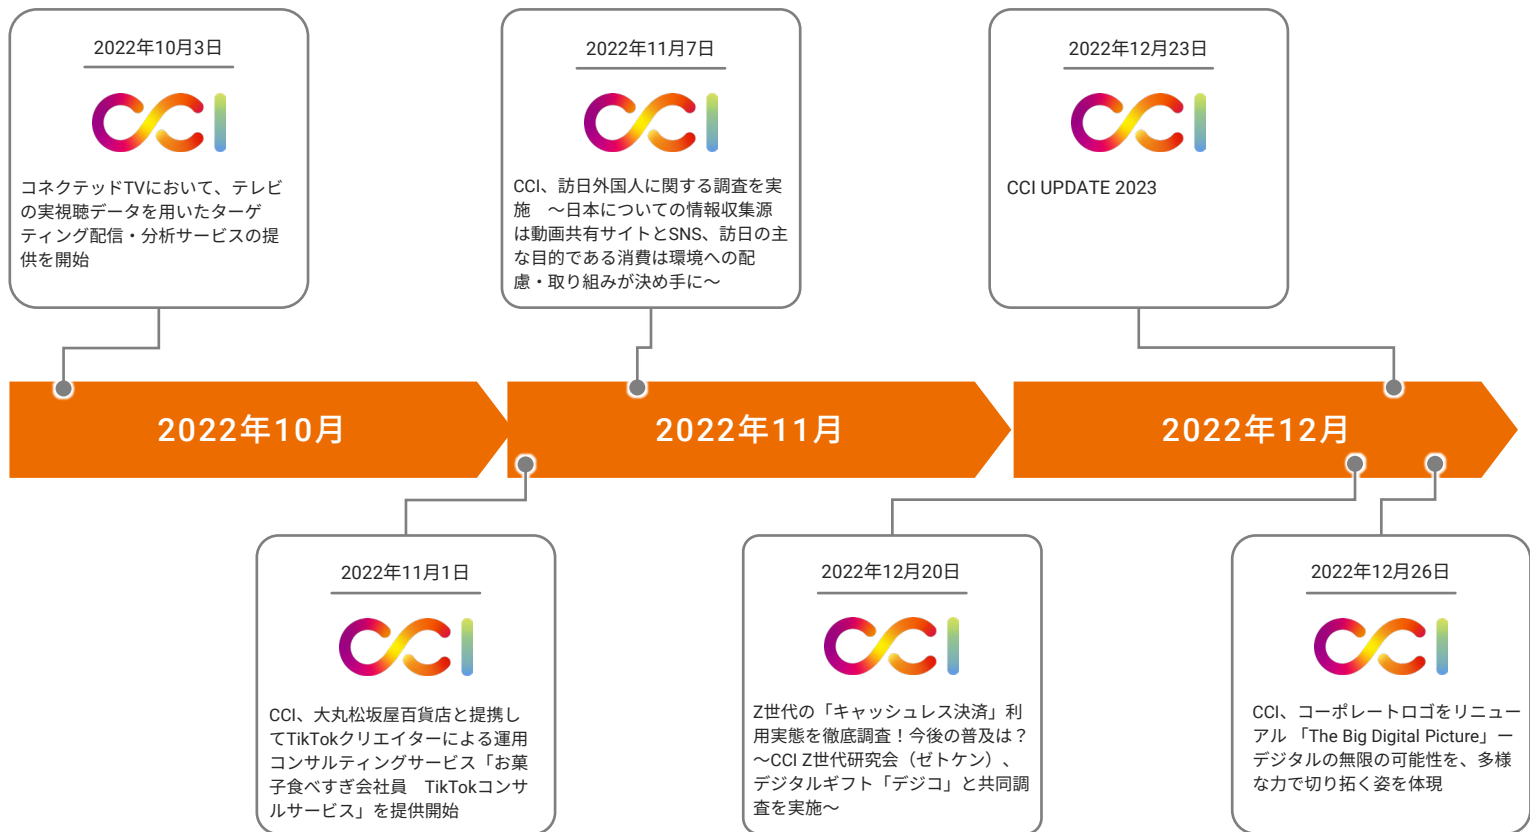 2022年10月3日
CCI
コネクテッドTVにおいて、テレビ
の実視聴データを用いたターゲ
ティング配信・分析サービスの提
供を開始
2022年11月7日
CCI
CCI、訪日外国人に関する調査を実
施　～日本についての情報収集源
は動画共有サイトとSNS、訪日の主
な目的である消費は環境への配
慮・取り組みが決め手に～
2022年12月23日
CCI
CCI UPDATE 2023
2022年10月
2022年11月
2022年12月
2022年11月1日
CCI
CCI、大丸松坂屋百貨店と提携し
てTikTokクリエイターによる運用
コンサルティングサービス「お菓
子食べすぎ会社員　TikTokコンサ
ルサービス」を提供開始
2022年12月20日
CCI
Z世代の「キャッシュレス決済」利
用実態を徹底調査！今後の普及は？
～CCI Z世代研究会（ゼトケン）、
デジタルギフト「デジコ」と共同調
査を実施～
2022年12月26日
CCI
CCI、コーポレートロゴをリニュー
アル 「The Big Digital Picture」ー
デジタルの無限の可能性を、多様
な力で切り拓く姿を体現